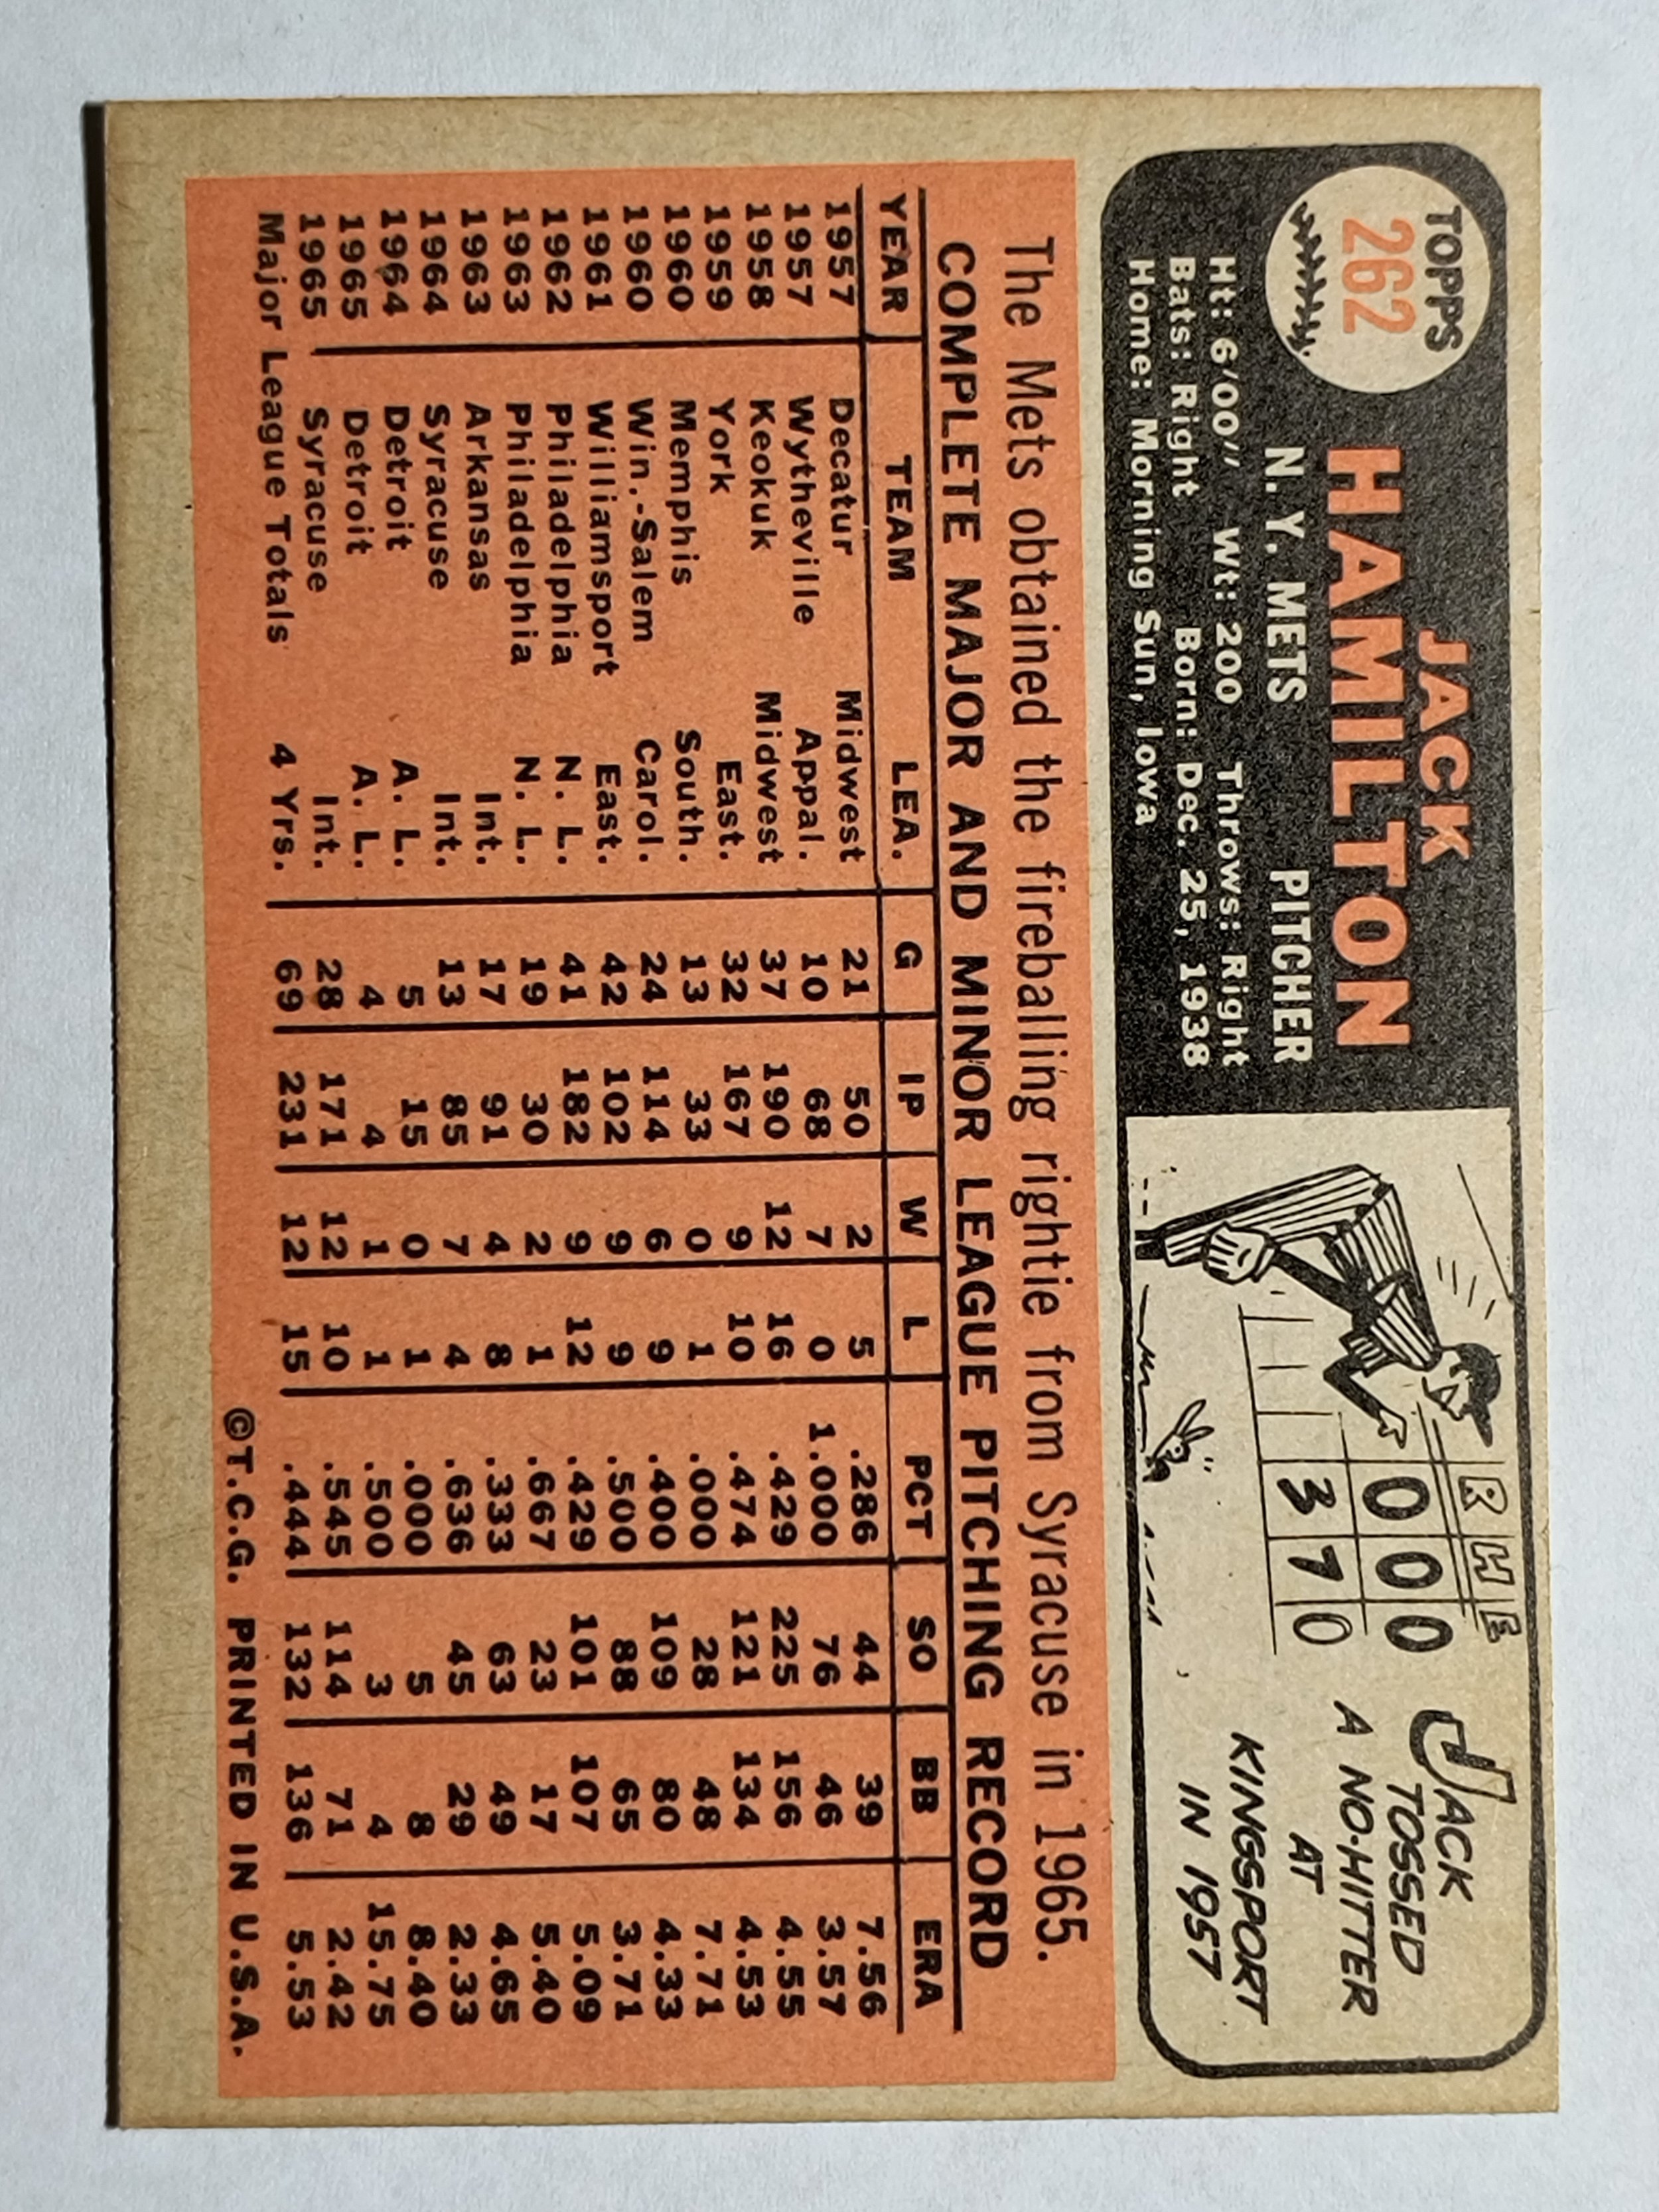 TOPPS
262
JACK
HAMILTON
N. Y. METS PITCHER
Ht: 6'00" Wt: 200 Throws: Right
Bats: Right Born: Dec. 25, 1938
Home: Morning Sun, Iowa
R H E
0 0 0
3 7 0
JACK
TOSSED
A NO-HITTER
AT
KINGSPORT
IN 1957
The Mets obtained the fireballing rightie from Syracuse in 1965.
COMPLETE MAJOR AND MINOR LEAGUE PITCHING RECORD
YEAR TEAM LEA. G IP W L PCT SO BB ERA
1957 Decatur Midwest 21 50 2 5 .286 44 39 7.56
1957 Wytheville Appal. 10 68 7 0 1.000 76 46 3.57
1958 Keokuk Midwest 37 190 12 16 .429 225 156 4.55
1959 York East. 32 167 9 10 .474 121 134 4.53
1960 Memphis South. 13 33 0 1 .000 28 48 7.71
1960 Win.-Salem Carol. 24 114 6 9 .400 109 80 4.33
1961 Williamsport East. 42 102 9 9 .500 88 65 3.71
1962 Philadelphia N. L. 41 182 9 12 .429 101 107 5.09
1963 Philadelphia N. L. 19 30 2 1 .667 23 17 5.40
1963 Arkansas Int. 17 91 4 8 .333 63 49 4.65
1964 Syracuse Int. 13 85 7 4 .636 45 29 2.33
1964 Detroit A. L. 5 15 0 1 .000 5 8 8.40
1965 Detroit A. L. 4 4 1 1 .500 3 4 15.75
1965 Syracuse Int. 28 171 12 10 .545 114 71 2.42
Major League Totals 4 Yrs. 69 231 12 15 .444 132 136 5.53
©T.C.G. PRINTED IN U.S.A.